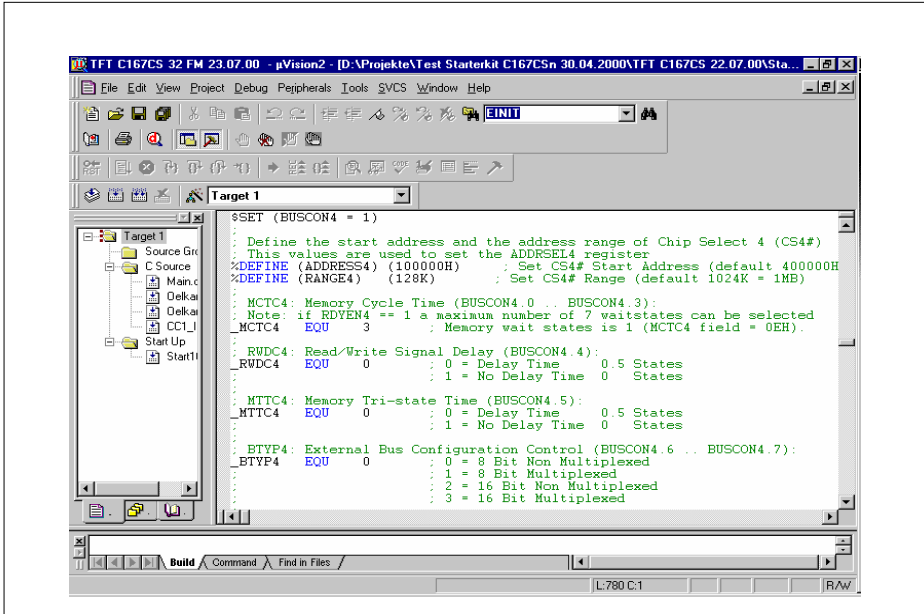 TFT C167CS 32 FM 23.07.00 - µVision2 - [D:\Projekte\Test Starterkit C167CSn 30.04.2000\TFT C167CS 22.07.00\Sta...
File Edit View Project Debug Peripherals Tools SVCS Window Help
EINIT
RST
CODE
Target 1
$SET (BUSCON4 = 1)
;
; Define the start address and the address range of Chip Select 4 (CS4#)
; This values are used to set the ADDRSEL4 register
%DEFINE (ADDRESS4) (100000H) ; Set CS4# Start Address (default 400000H
%DEFINE (RANGE4) (128K) ; Set CS4# Range (default 1024K = 1MB)
;
; MCTC4: Memory Cycle Time (BUSCON4.0 .. BUSCON4.3):
; Note: if RDYEN4 == 1 a maximum number of 7 waitstates can be selected
_MCTC4 EQU 3 ; Memory wait states is 1 (MCTC4 field = 0EH).
;
; RWDC4: Read/Write Signal Delay (BUSCON4.4):
_RWDC4 EQU 0 ; 0 = Delay Time 0.5 States
; ; 1 = No Delay Time 0 States
;
; MTTC4: Memory Tri-state Time (BUSCON4.5):
_MTTC4 EQU 0 ; 0 = Delay Time 0.5 States
; ; 1 = No Delay Time 0 States
;
; BTYP4: External Bus Configuration Control (BUSCON4.6 .. BUSCON4.7):
_BTYP4 EQU 0 ; 0 = 8 Bit Non Multiplexed
; ; 1 = 8 Bit Multiplexed
; ; 2 = 16 Bit Non Multiplexed
; ; 3 = 16 Bit Multiplexed
;
Target 1
Source Gro
C Source
Main.c
Oelkar
Oelkar
CC1_I
Start Up
Start1
Build Command Find in Files
L:780 C:1
R/W